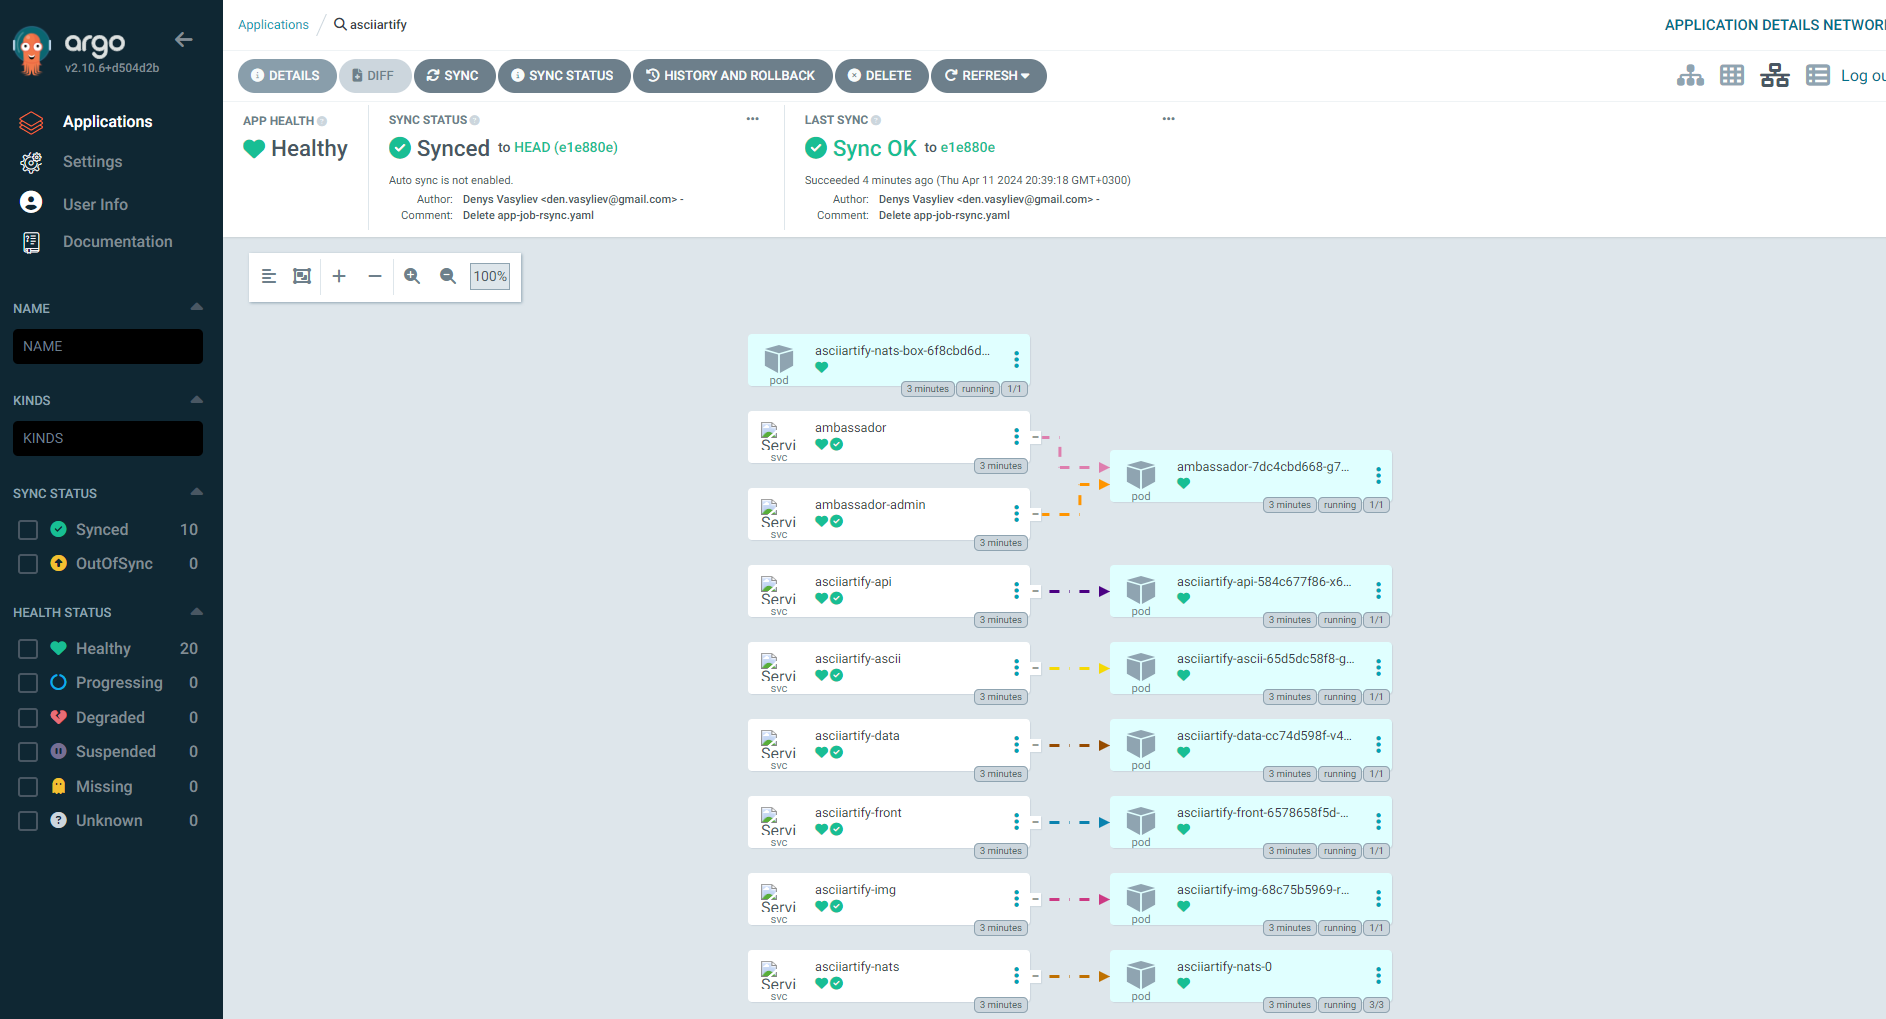 argo
v2.10.6+d504d2b
Applications
Settings
User Info
Documentation
NAME
NAME
KINDS
KINDS
SYNC STATUS
Synced 10
OutOfSync 0
HEALTH STATUS
Healthy 20
Progressing 0
Degraded 0
Suspended 0
Missing 0
Unknown 0
Applications / asciiartify
APPLICATION DETAILS NETWOR
DETAILS DIFF SYNC SYNC STATUS HISTORY AND ROLLBACK DELETE REFRESH
Log ou
APP HEALTH
Healthy
SYNC STATUS
Synced to HEAD (e1e880e)
Auto sync is not enabled.
Author: Denys Vasyliev <den.vasyliev@gmail.com> -
Comment: Delete app-job-rsync.yaml
LAST SYNC
Sync OK to e1e880e
Succeeded 4 minutes ago (Thu Apr 11 2024 20:39:18 GMT+0300)
Author: Denys Vasyliev <den.vasyliev@gmail.com> -
Comment: Delete app-job-rsync.yaml
100%
asciiartify-nats-box-6f8cbd6d...
pod
3 minutes running 1/1
ambassador
Servi
svc
3 minutes
ambassador-7dc4cbd668-g7...
pod
3 minutes running 1/1
ambassador-admin
Servi
svc
3 minutes
asciiartify-api
Servi
svc
3 minutes
asciiartify-api-584c677f86-x6...
pod
3 minutes running 1/1
asciiartify-ascii
Servi
svc
3 minutes
asciiartify-ascii-65d5dc58f8-g...
pod
3 minutes running 1/1
asciiartify-data
Servi
svc
3 minutes
asciiartify-data-cc74d598f-v4...
pod
3 minutes running 1/1
asciiartify-front
Servi
svc
3 minutes
asciiartify-front-6578658f5d-...
pod
3 minutes running 1/1
asciiartify-img
Servi
svc
3 minutes
asciiartify-img-68c75b5969-r...
pod
3 minutes running 1/1
asciiartify-nats
Servi
svc
3 minutes
asciiartify-nats-0
pod
3 minutes running 3/3